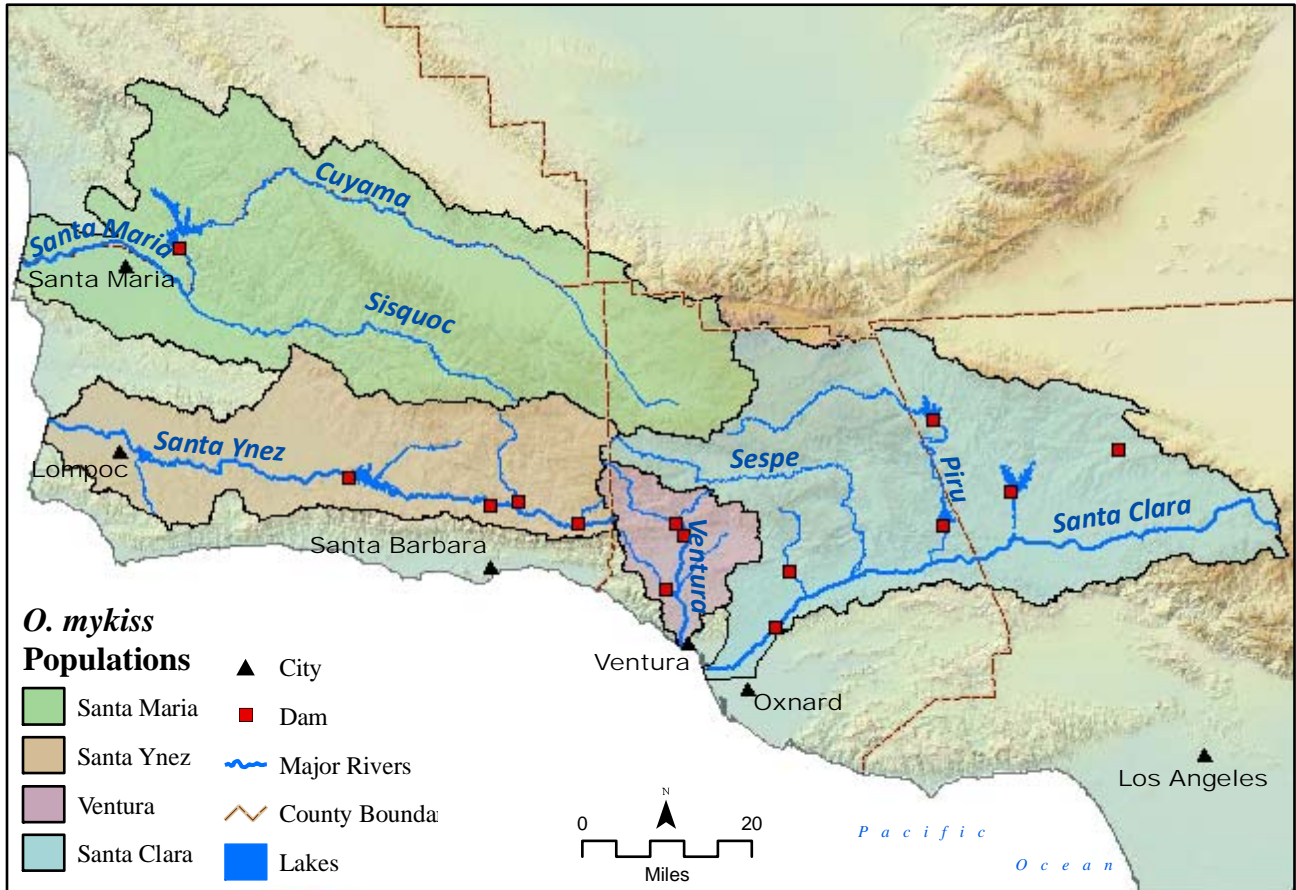 Cuyama
Santa Maria
Santa Maria
Sisquoc
Santa Ynez
Lompoc
Sespe
Piru
Santa Clara
Santa Barbara
Ventura
Ventura
Oxnard
Los Angeles
O. mykiss
Populations
Santa Maria
Santa Ynez
Ventura
Santa Clara
City
Dam
Major Rivers
County Bounda
Lakes
N
0 20
Miles
Pacific
Ocean